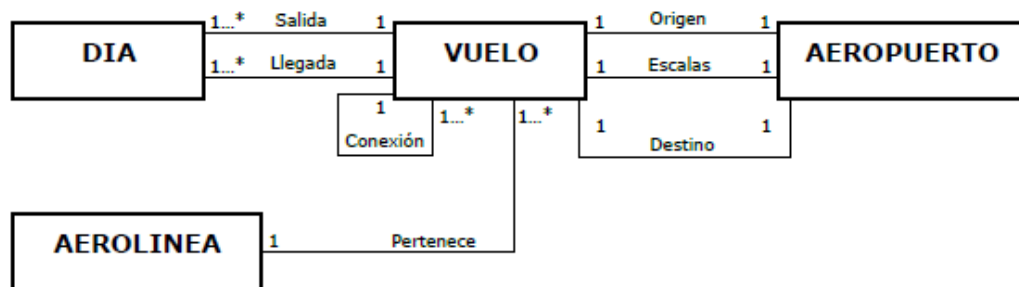 1...* Salida 1
1 Origen 1
DIA
VUELO
AEROPUERTO
1...* Llegada 1
1 Escalas 1
1
1...*
1...*
Conexión
1
1
Destino
AEROLINEA
1
Pertenece